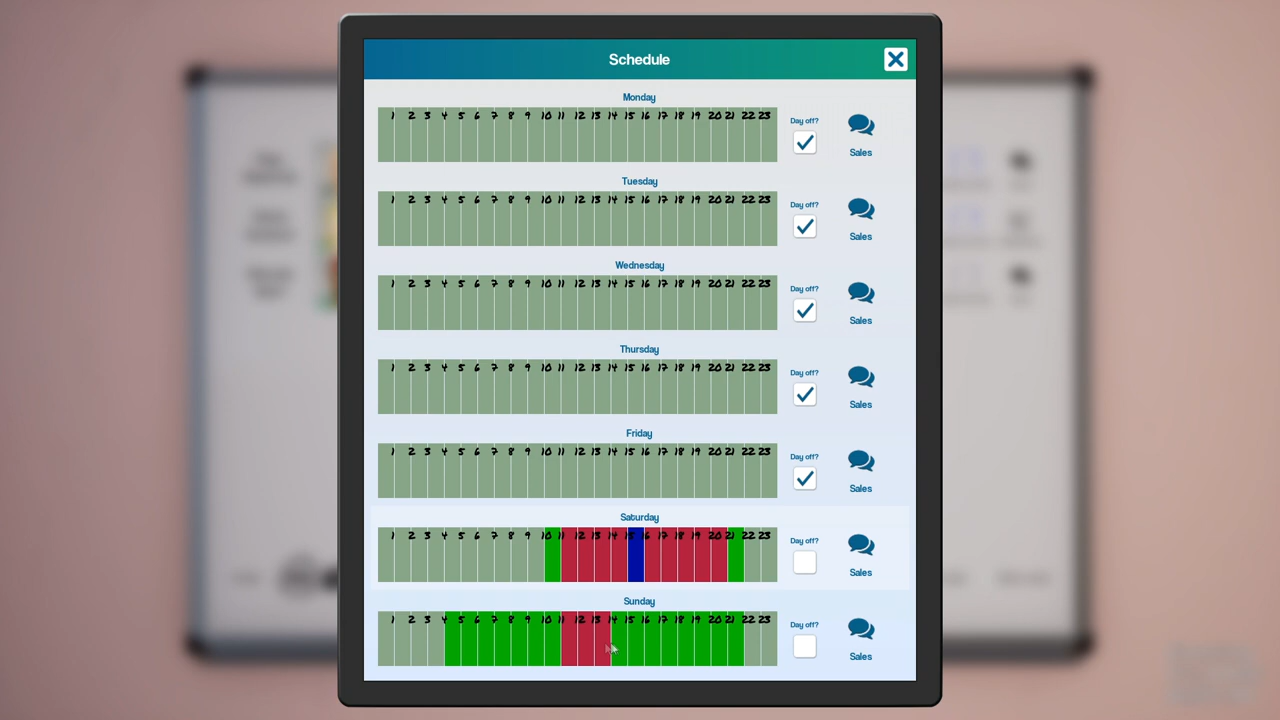 Schedule
Monday
1 2 3 4 5 6 7 8 9 10 11 12 13 14 15 16 17 18 19 20 21 22 23
Day off?
Sales
Tuesday
1 2 3 4 5 6 7 8 9 10 11 12 13 14 15 16 17 18 19 20 21 22 23
Day off?
Sales
Wednesday
1 2 3 4 5 6 7 8 9 10 11 12 13 14 15 16 17 18 19 20 21 22 23
Day off?
Sales
Thursday
1 2 3 4 5 6 7 8 9 10 11 12 13 14 15 16 17 18 19 20 21 22 23
Day off?
Sales
Friday
1 2 3 4 5 6 7 8 9 10 11 12 13 14 15 16 17 18 19 20 21 22 23
Day off?
Sales
Saturday
1 2 3 4 5 6 7 8 9 10 11 12 13 14 15 16 17 18 19 20 21 22 23
Day off?
Sales
Sunday
1 2 3 4 5 6 7 8 9 10 11 12 13 14 15 16 17 18 19 20 21 22 23
Day off?
Sales